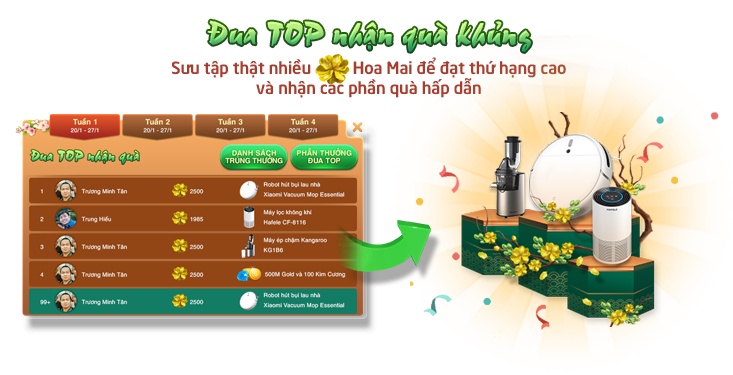 Đua TOP nhận quà khủng
Sưu tập thật nhiều Hoa Mai để đạt thứ hạng cao
và nhận các phần quà hấp dẫn
Tuần 1
20/1 - 27/1
Tuần 2
20/1 - 27/1
Tuần 3
20/1 - 27/1
Tuần 4
20/1 - 27/1
Đua TOP nhận quà
DANH SÁCH
TRÚNG THƯỞNG
PHẦN THƯỞNG
ĐUA TOP
1 Trương Minh Tân 2500 Robot hút bụi lau nhà
Xiaomi Vacuum Mop Essential
2 Trung Hiếu 1985 Máy lọc không khí
Hafele CF-8116
3 Trương Minh Tân 2500 Máy ép chậm Kangaroo
KG1B6
4 Trương Minh Tân 2500 500M Gold và 100 Kim Cương
99+ Trương Minh Tân 2500 Robot hút bụi lau nhà
Xiaomi Vacuum Mop Essential
HAFELE